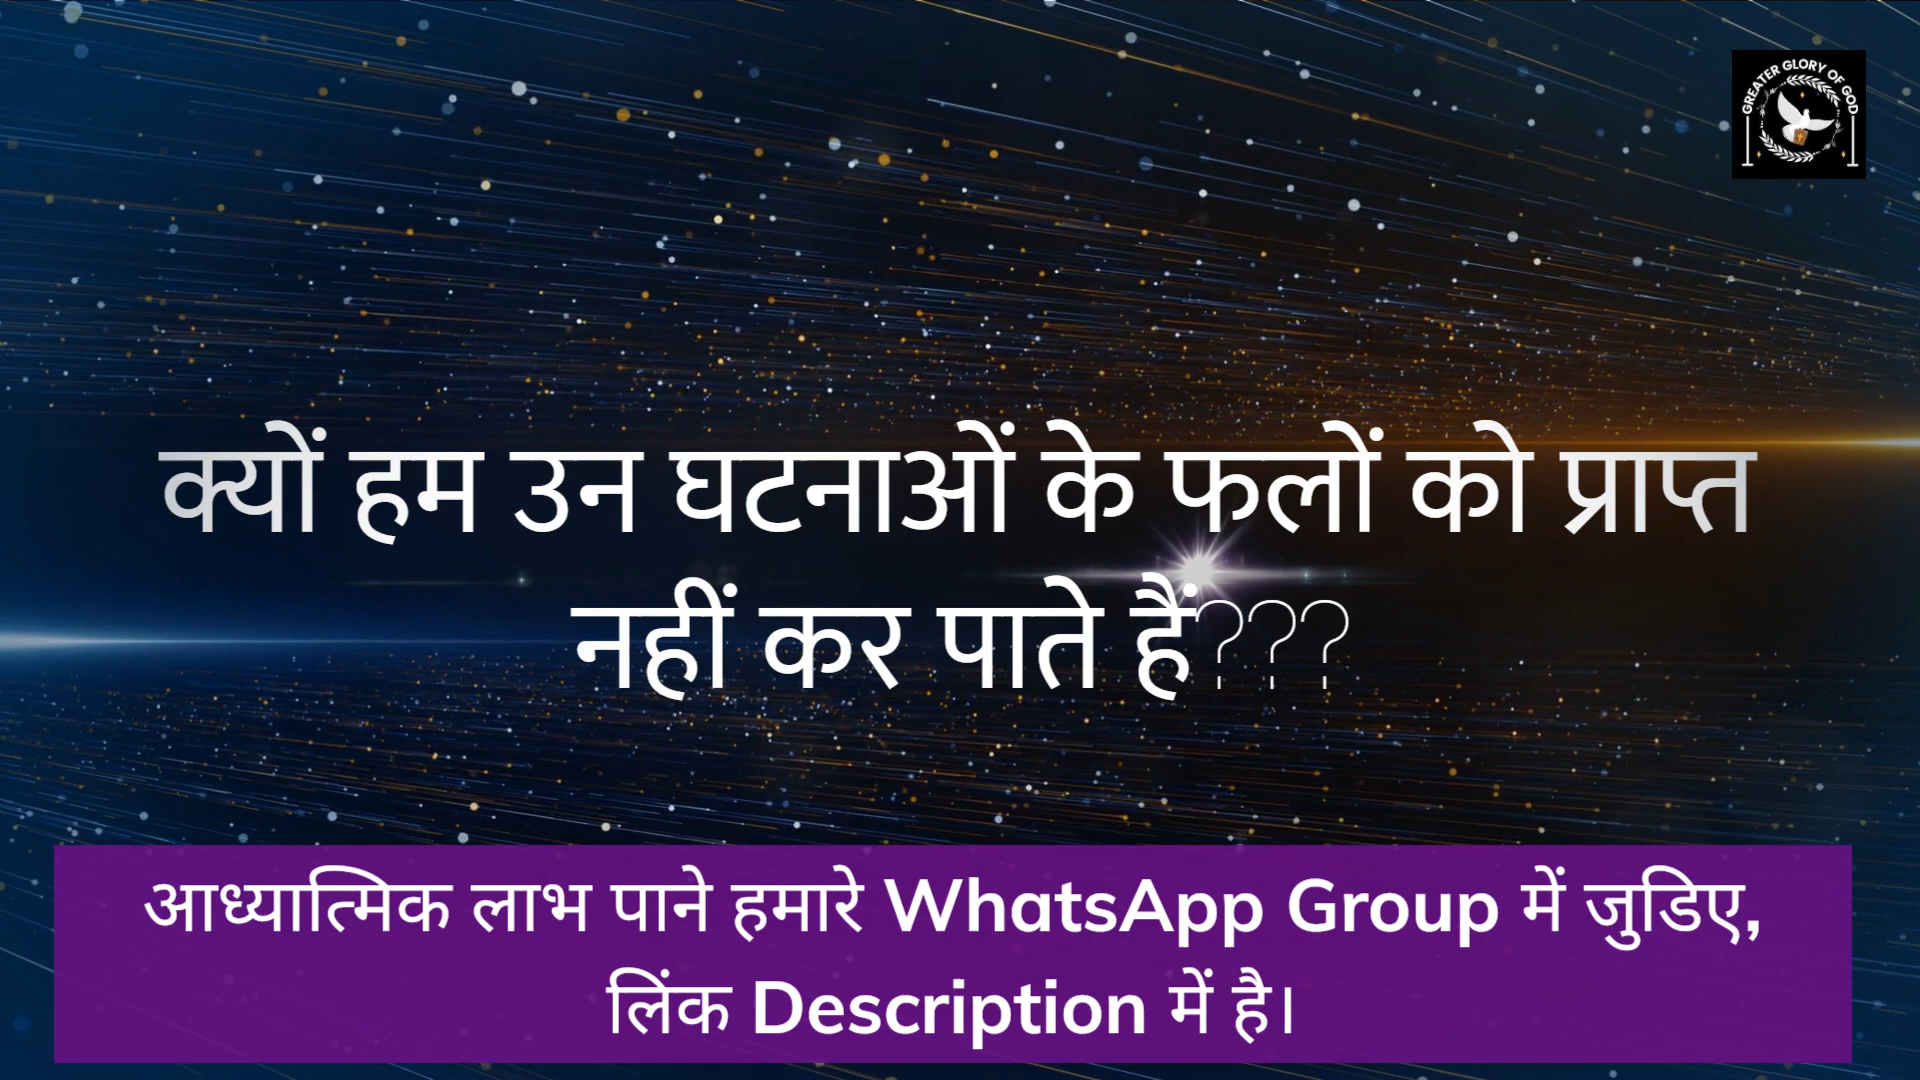 GREATER GLORY OF GOD
क्यों हम उन घटनाओं के फलों को प्राप्त
नहीं कर पाते हैं???
आध्यात्मिक लाभ पाने हमारे WhatsApp Group में जुडिए,
लिंक Description में है।